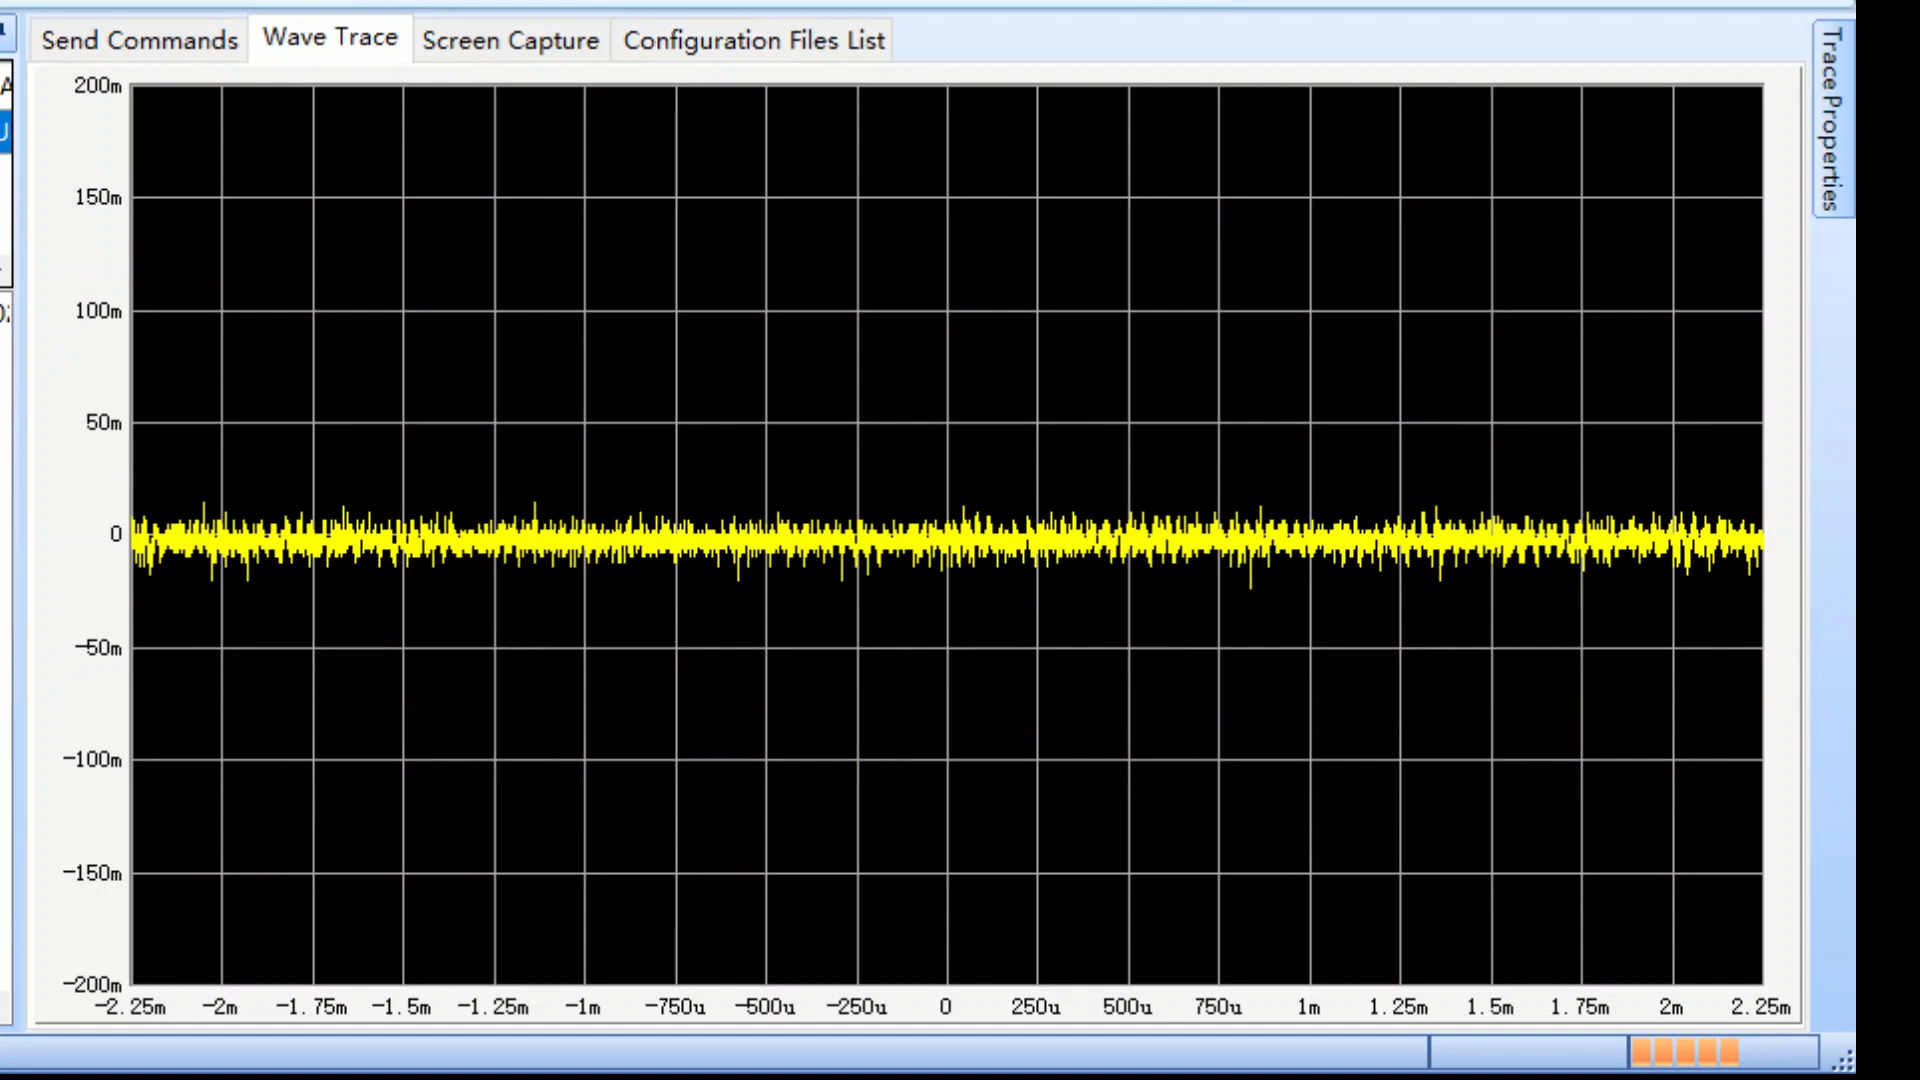 Send Commands
Wave Trace
Screen Capture
Configuration Files List
Trace Properties
200m
150m
100m
50m
0
-50m
-100m
-150m
-200m
-2.25m -2m -1.75m -1.5m -1.25m -1m -750u -500u -250u 0 250u 500u 750u 1m 1.25m 1.5m 1.75m 2m 2.25m